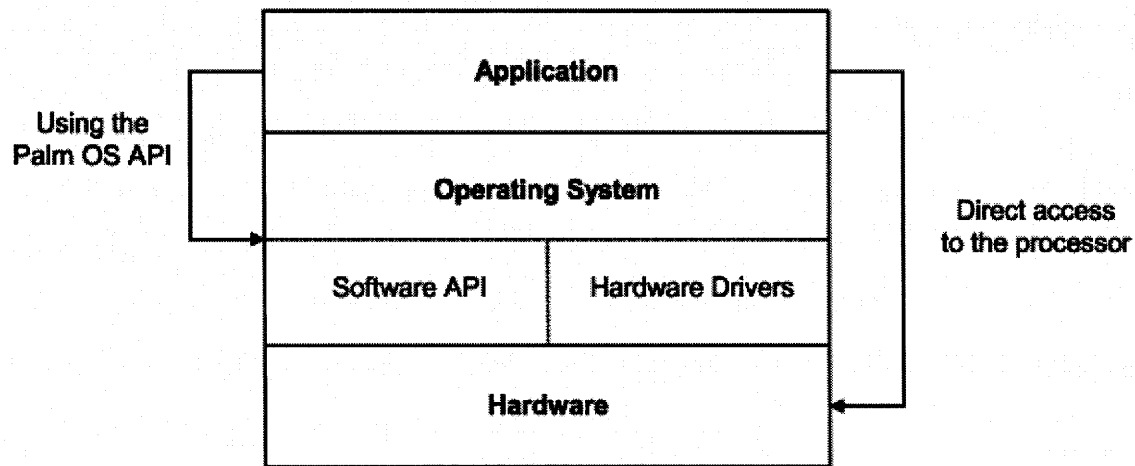 Application
Using the
Palm OS API
Operating System
Direct access
to the processor
Software API
Hardware Drivers
Hardware